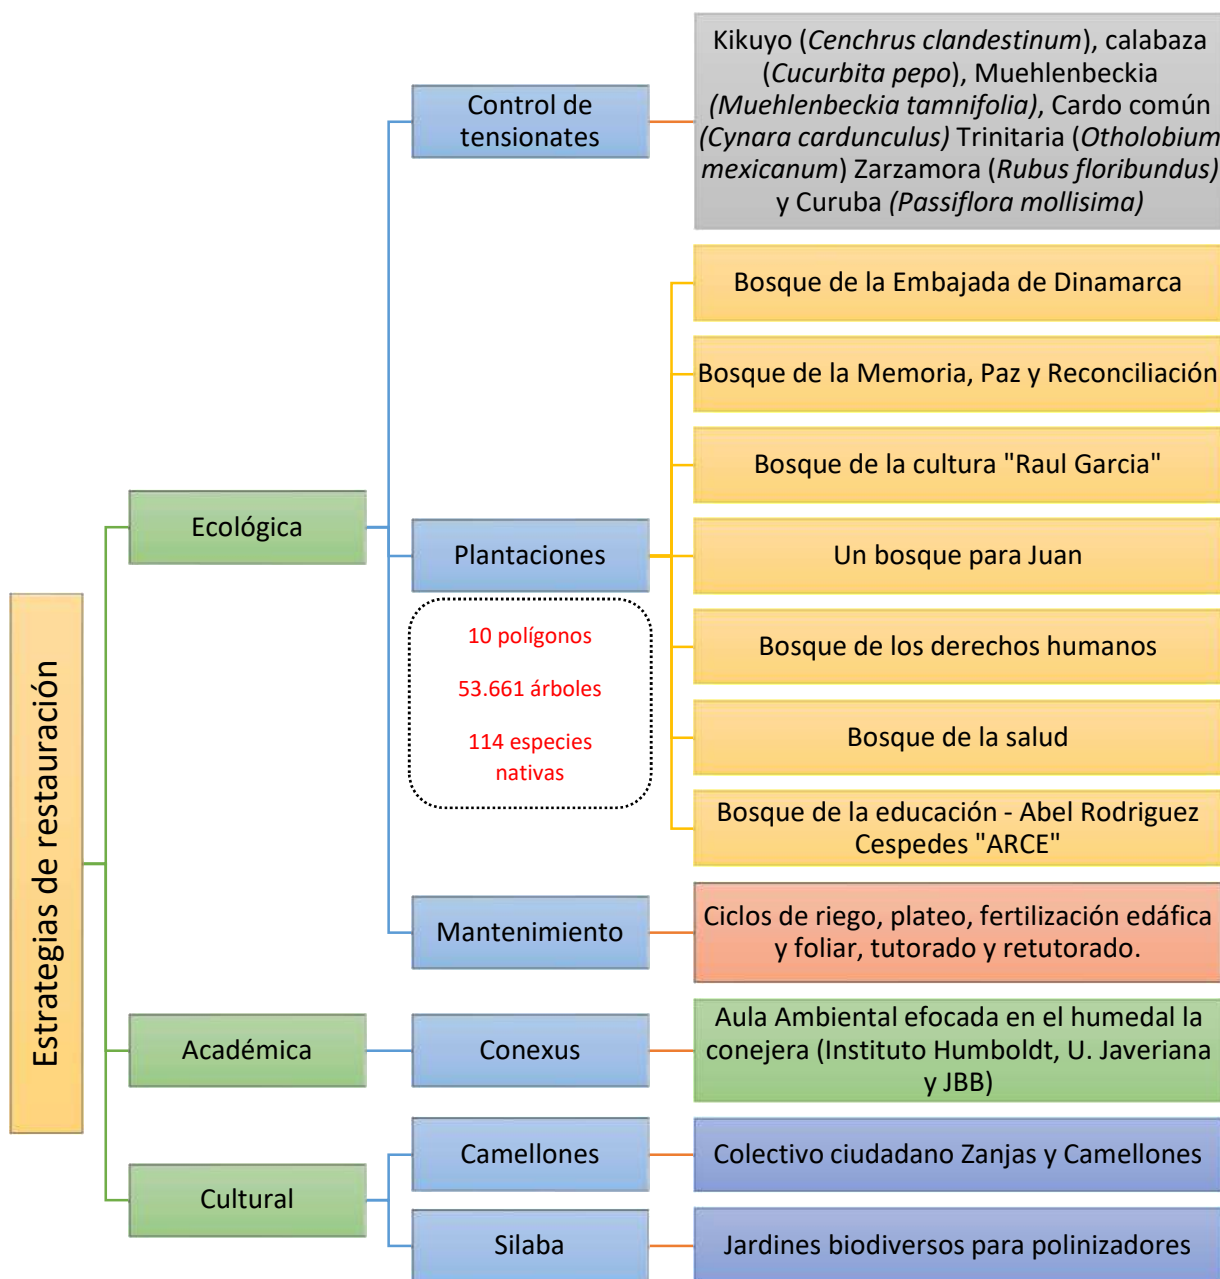 Estrategias de restauración
Ecológica
Control de
tensionates
Kikuyo (Cenchrus clandestinum), calabaza
(Cucurbita pepo), Muehlenbeckia
(Muehlenbeckia tamnifolia), Cardo común
(Cynara cardunculus) Trinitaria (Otholobium
mexicanum) Zarzamora (Rubus floribundus)
y Curuba (Passiflora mollisima)
Plantaciones
10 polígonos
53.661 árboles
114 especies
nativas
Bosque de la Embajada de Dinamarca
Bosque de la Memoria, Paz y Reconciliación
Bosque de la cultura "Raul Garcia"
Un bosque para Juan
Bosque de los derechos humanos
Bosque de la salud
Bosque de la educación - Abel Rodriguez
Cespedes "ARCE"
Mantenimiento
Ciclos de riego, plateo, fertilización edáfica
y foliar, tutorado y retutorado.
Académica
Conexus
Aula Ambiental efocada en el humedal la
conejera (Instituto Humboldt, U. Javeriana
y JBB)
Cultural
Camellones
Colectivo ciudadano Zanjas y Camellones
Silaba
Jardines biodiversos para polinizadores